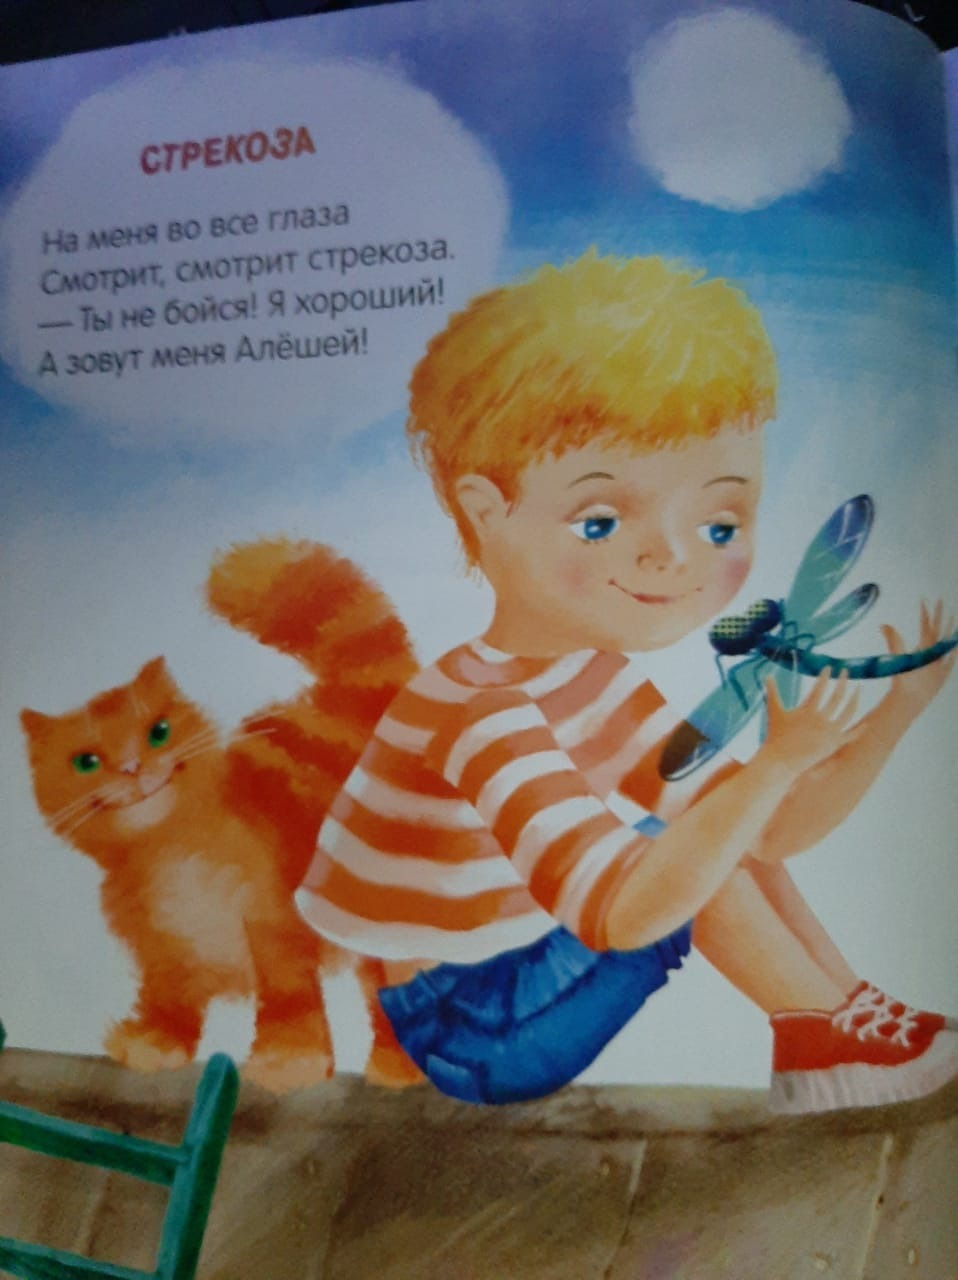 СТРЕКОЗА
На меня во все глаза
Смотрит, смотрит стрекоза.
— Ты не бойся! Я хороший!
А зовут меня Алёшей!